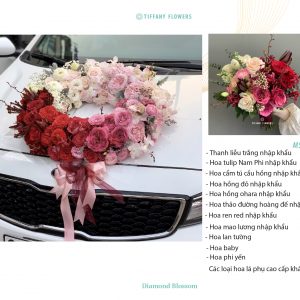 TIFFANY FLOWERS
- Thanh liễu trắng nhập khẩu
- Hoa tulip Nam Phi nhập khẩu
- Hoa cẩm tú cầu hồng nhập khẩ
- Hoa hồng đỏ nhập khẩu
- Hoa hồng ohara nhập khẩu
- Hoa thảo đường hoàng đế nhậ
- Hoa ren red nhập khẩu
- Hoa mao lương nhập khẩu
- Hoa lan tường
- Hoa baby
- Hoa phi yến
Các loại hoa lá phụ cao cấp khá
Diamond Blossom